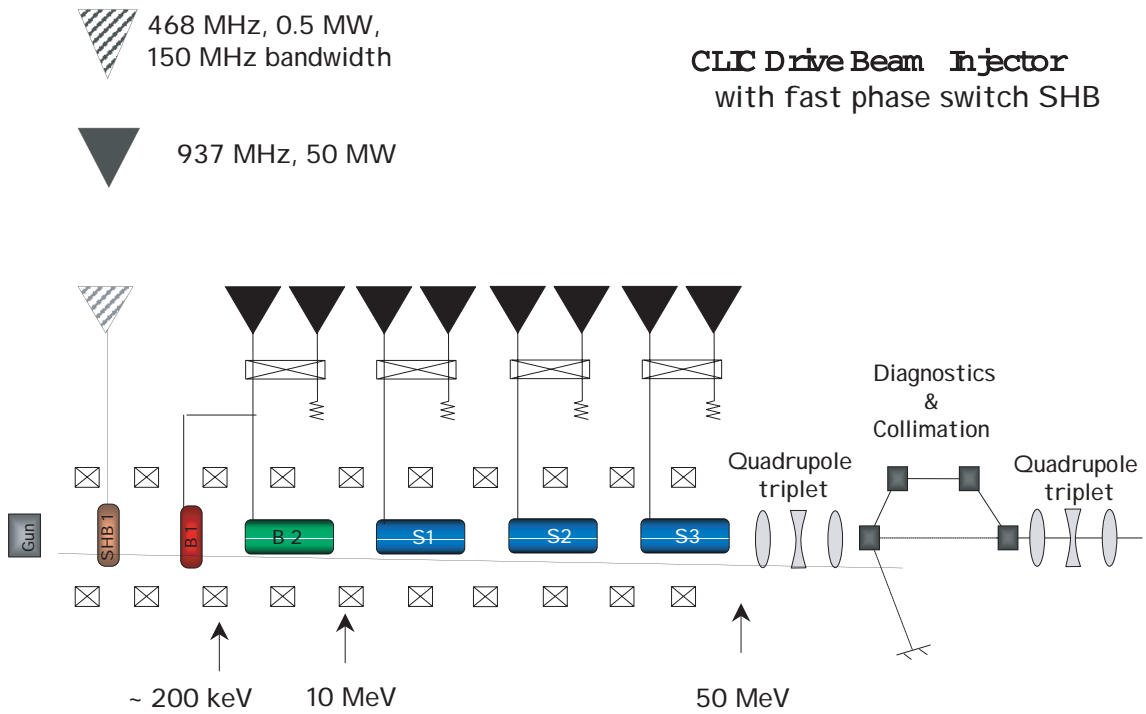 468 MHz, 0.5 MW,
150 MHz bandwidth
CLIC Drive Beam Injector
with fast phase switch SHB
937 MHz, 50 MW
Diagnostics
&
Collimation
Quadrupole
triplet
Quadrupole
triplet
Gun
SHB 1
B 1
B 2
S1
S2
S3
~ 200 keV
10 MeV
50 MeV